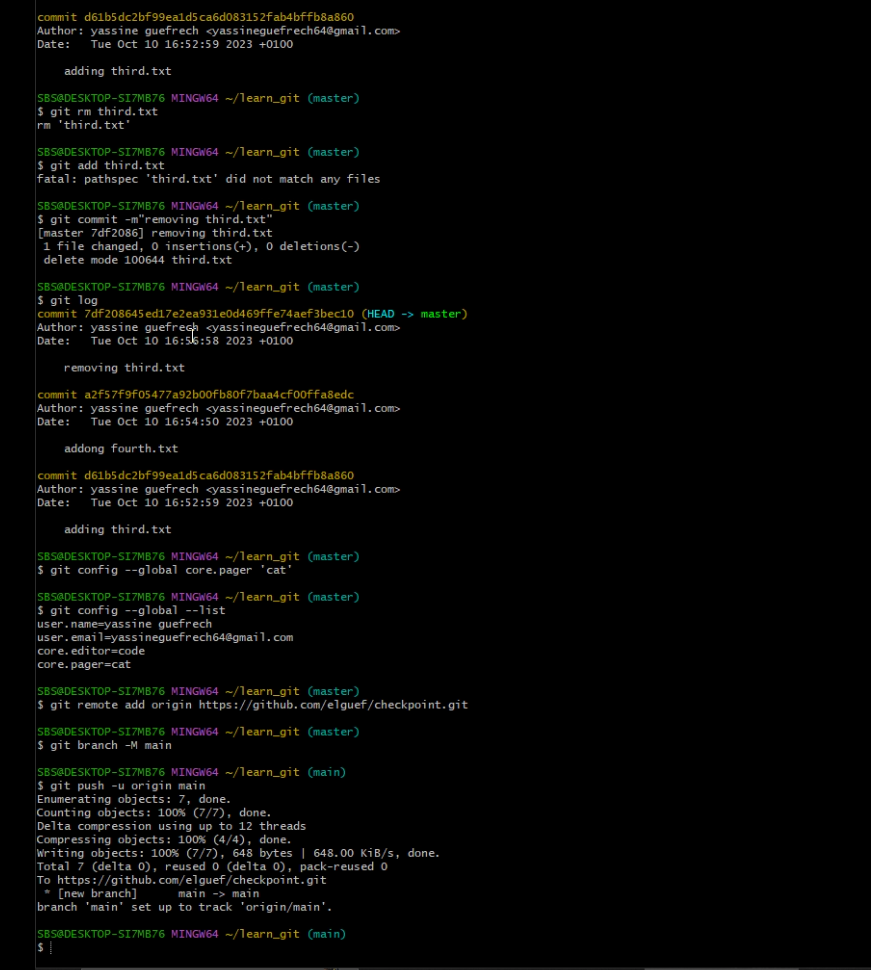 commit d61b5dc2bf99ea1d5ca6d083152fab4bffb8a860
Author: yassine guefrech <yassineguefrech64@gmail.com>
Date:   Tue Oct 10 16:52:59 2023 +0100
    adding third.txt
SBS@DESKTOP-SI7MB76 MINGW64 ~/learn_git (master)
$ git rm third.txt
rm 'third.txt'
SBS@DESKTOP-SI7MB76 MINGW64 ~/learn_git (master)
$ git add third.txt
fatal: pathspec 'third.txt' did not match any files
SBS@DESKTOP-SI7MB76 MINGW64 ~/learn_git (master)
$ git commit -m"removing third.txt"
[master 7df2086] removing third.txt
 1 file changed, 0 insertions(+), 0 deletions(-)
 delete mode 100644 third.txt
SBS@DESKTOP-SI7MB76 MINGW64 ~/learn_git (master)
$ git log
commit 7df208645ed17e2ea931e0d469ffe74aef3bec10 (HEAD -> master)
Author: yassine guefrech <yassineguefrech64@gmail.com>
Date:   Tue Oct 10 16:56:58 2023 +0100
    removing third.txt
commit a2f57f9f05477a92b00fb80f7baa4cf00ffa8edc
Author: yassine guefrech <yassineguefrech64@gmail.com>
Date:   Tue Oct 10 16:54:50 2023 +0100
    addong fourth.txt
commit d61b5dc2bf99ea1d5ca6d083152fab4bffb8a860
Author: yassine guefrech <yassineguefrech64@gmail.com>
Date:   Tue Oct 10 16:52:59 2023 +0100
    adding third.txt
SBS@DESKTOP-SI7MB76 MINGW64 ~/learn_git (master)
$ git config --global core.pager 'cat'
SBS@DESKTOP-SI7MB76 MINGW64 ~/learn_git (master)
$ git config --global --list
user.name=yassine guefrech
user.email=yassineguefrech64@gmail.com
core.editor=code
core.pager=cat
SBS@DESKTOP-SI7MB76 MINGW64 ~/learn_git (master)
$ git remote add origin https://github.com/elguef/checkpoint.git
SBS@DESKTOP-SI7MB76 MINGW64 ~/learn_git (master)
$ git branch -M main
SBS@DESKTOP-SI7MB76 MINGW64 ~/learn_git (main)
$ git push -u origin main
Enumerating objects: 7, done.
Counting objects: 100% (7/7), done.
Delta compression using up to 12 threads
Compressing objects: 100% (4/4), done.
Writing objects: 100% (7/7), 648 bytes | 648.00 KiB/s, done.
Total 7 (delta 0), reused 0 (delta 0), pack-reused 0
To https://github.com/elguef/checkpoint.git
 * [new branch]      main -> main
branch 'main' set up to track 'origin/main'.
SBS@DESKTOP-SI7MB76 MINGW64 ~/learn_git (main)
$